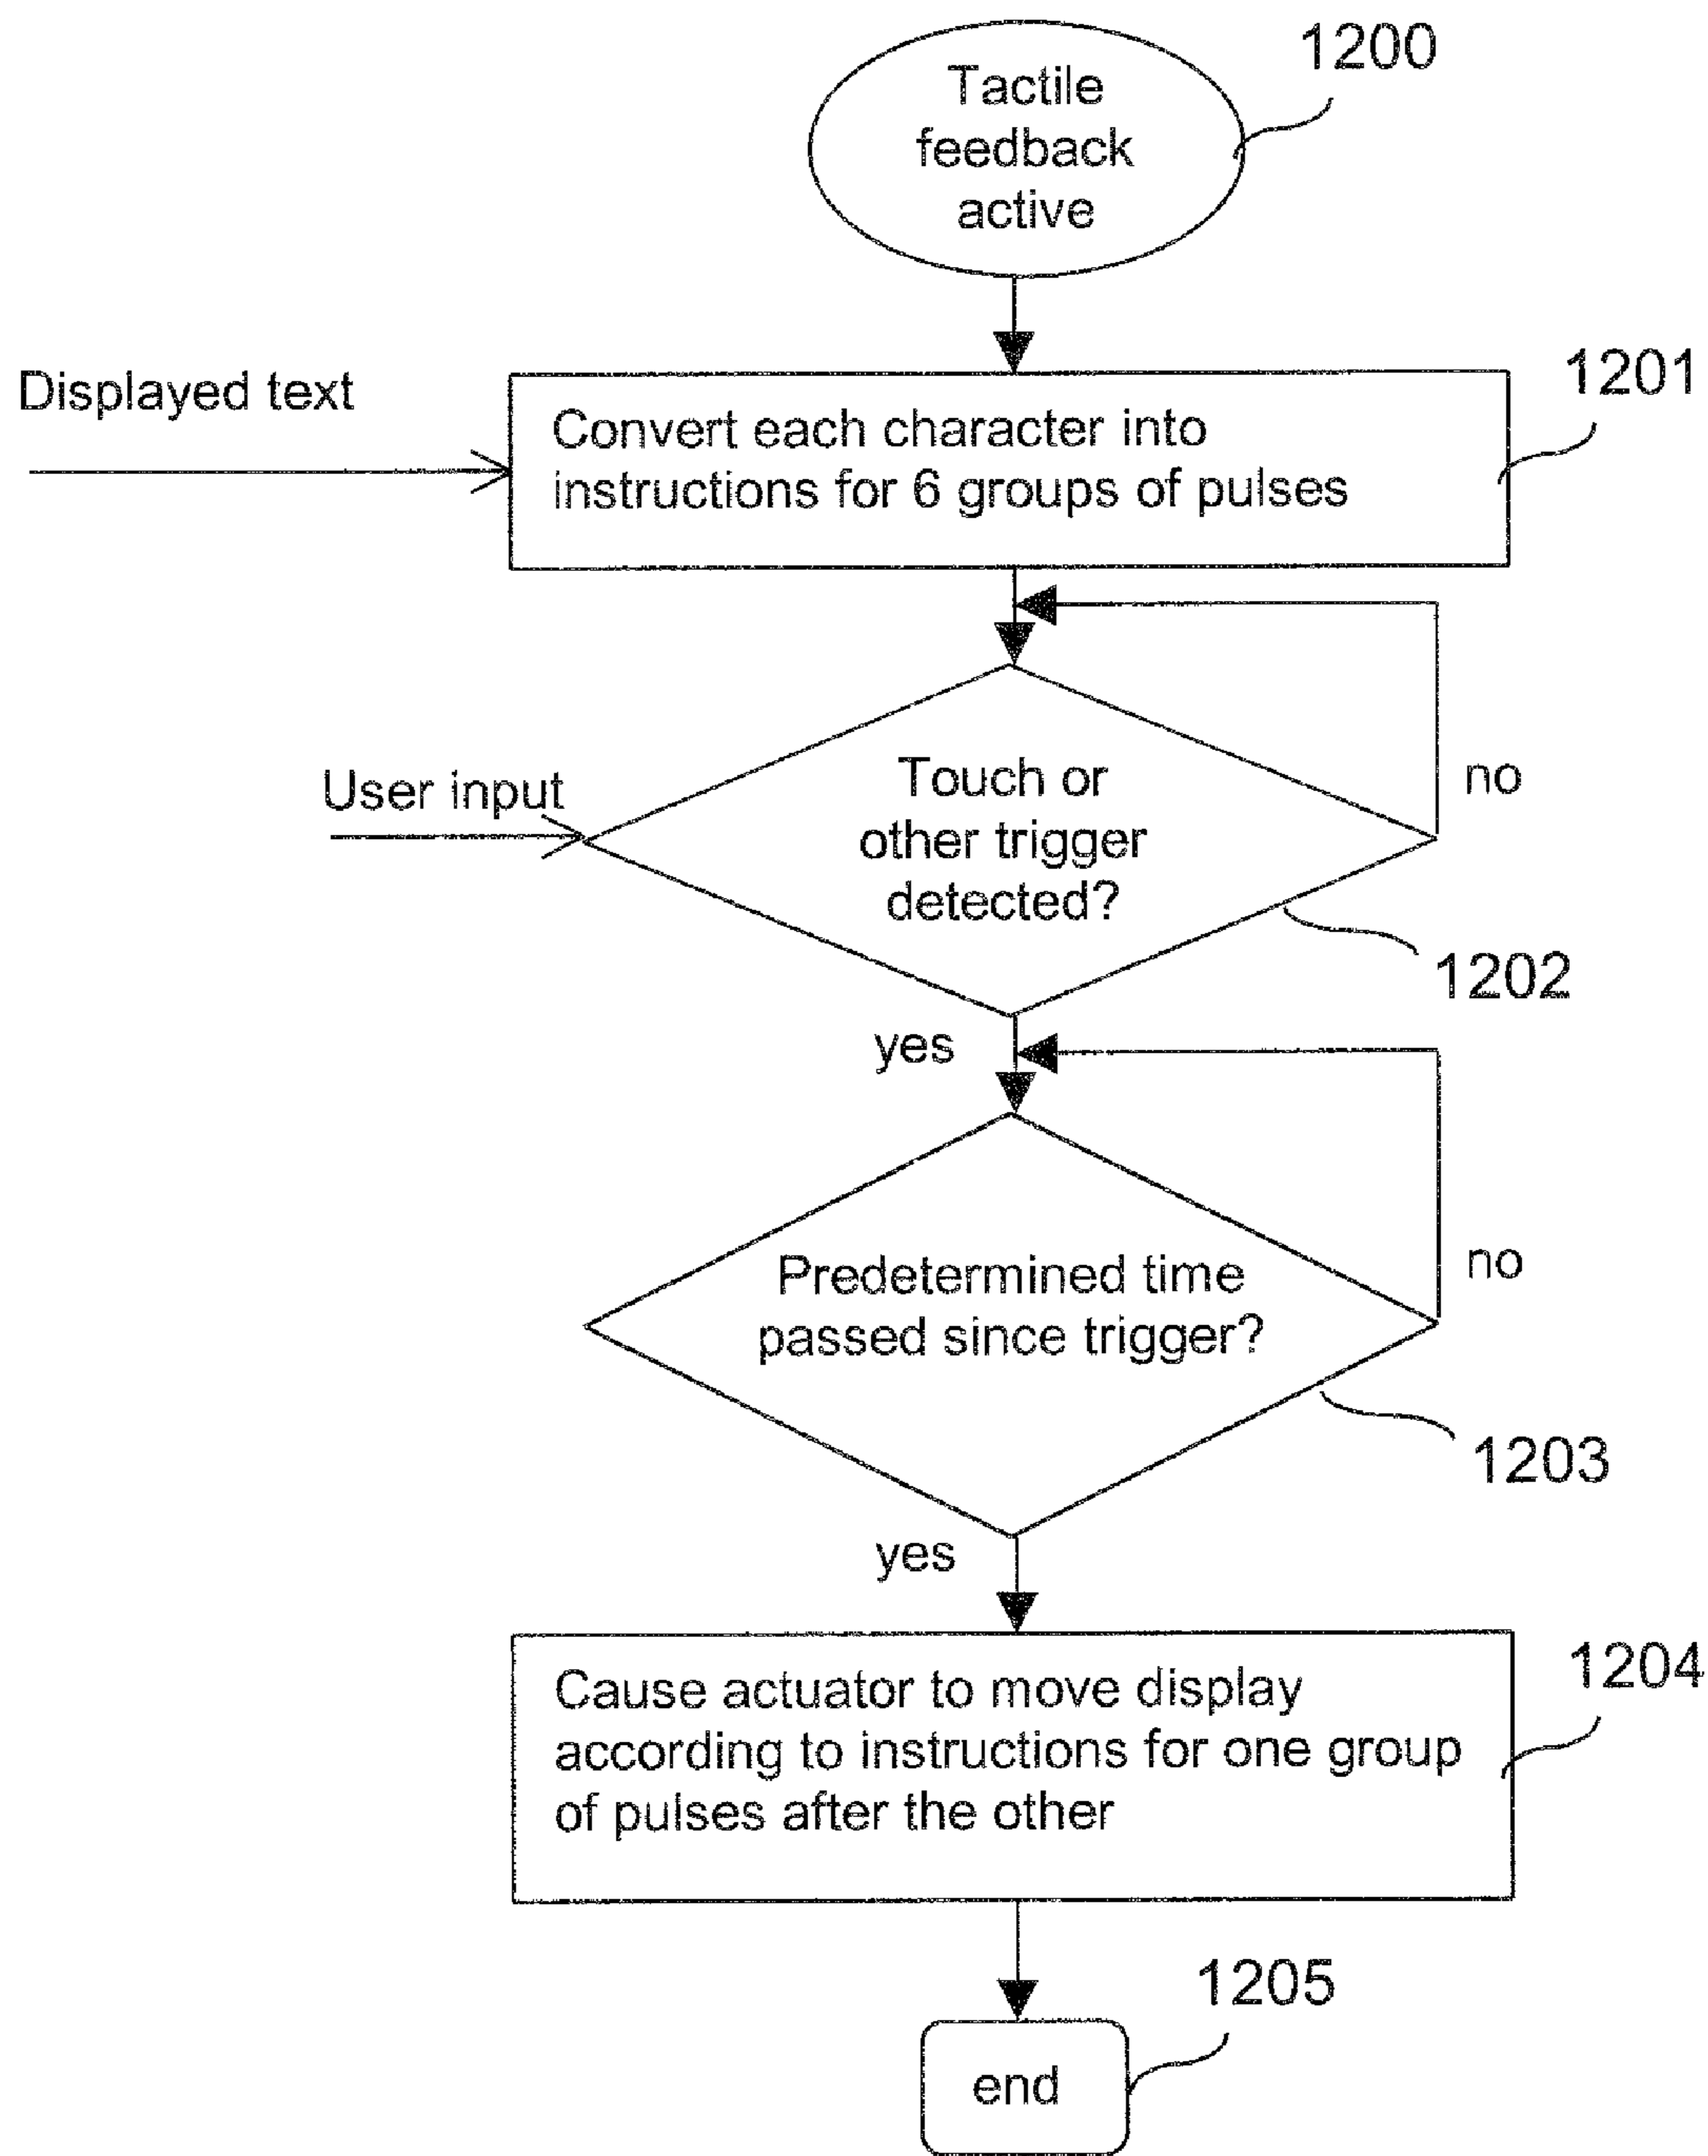 1200
Tactile
feedback
active
1201
Displayed text
Convert each character into
instructions for 6 groups of pulses
no
User input
Touch or
other trigger
detected?
1202
yes
no
Predetermined time
passed since trigger?
1203
yes
1204
Cause actuator to move display
according to instructions for one group
of pulses after the other
1205
end